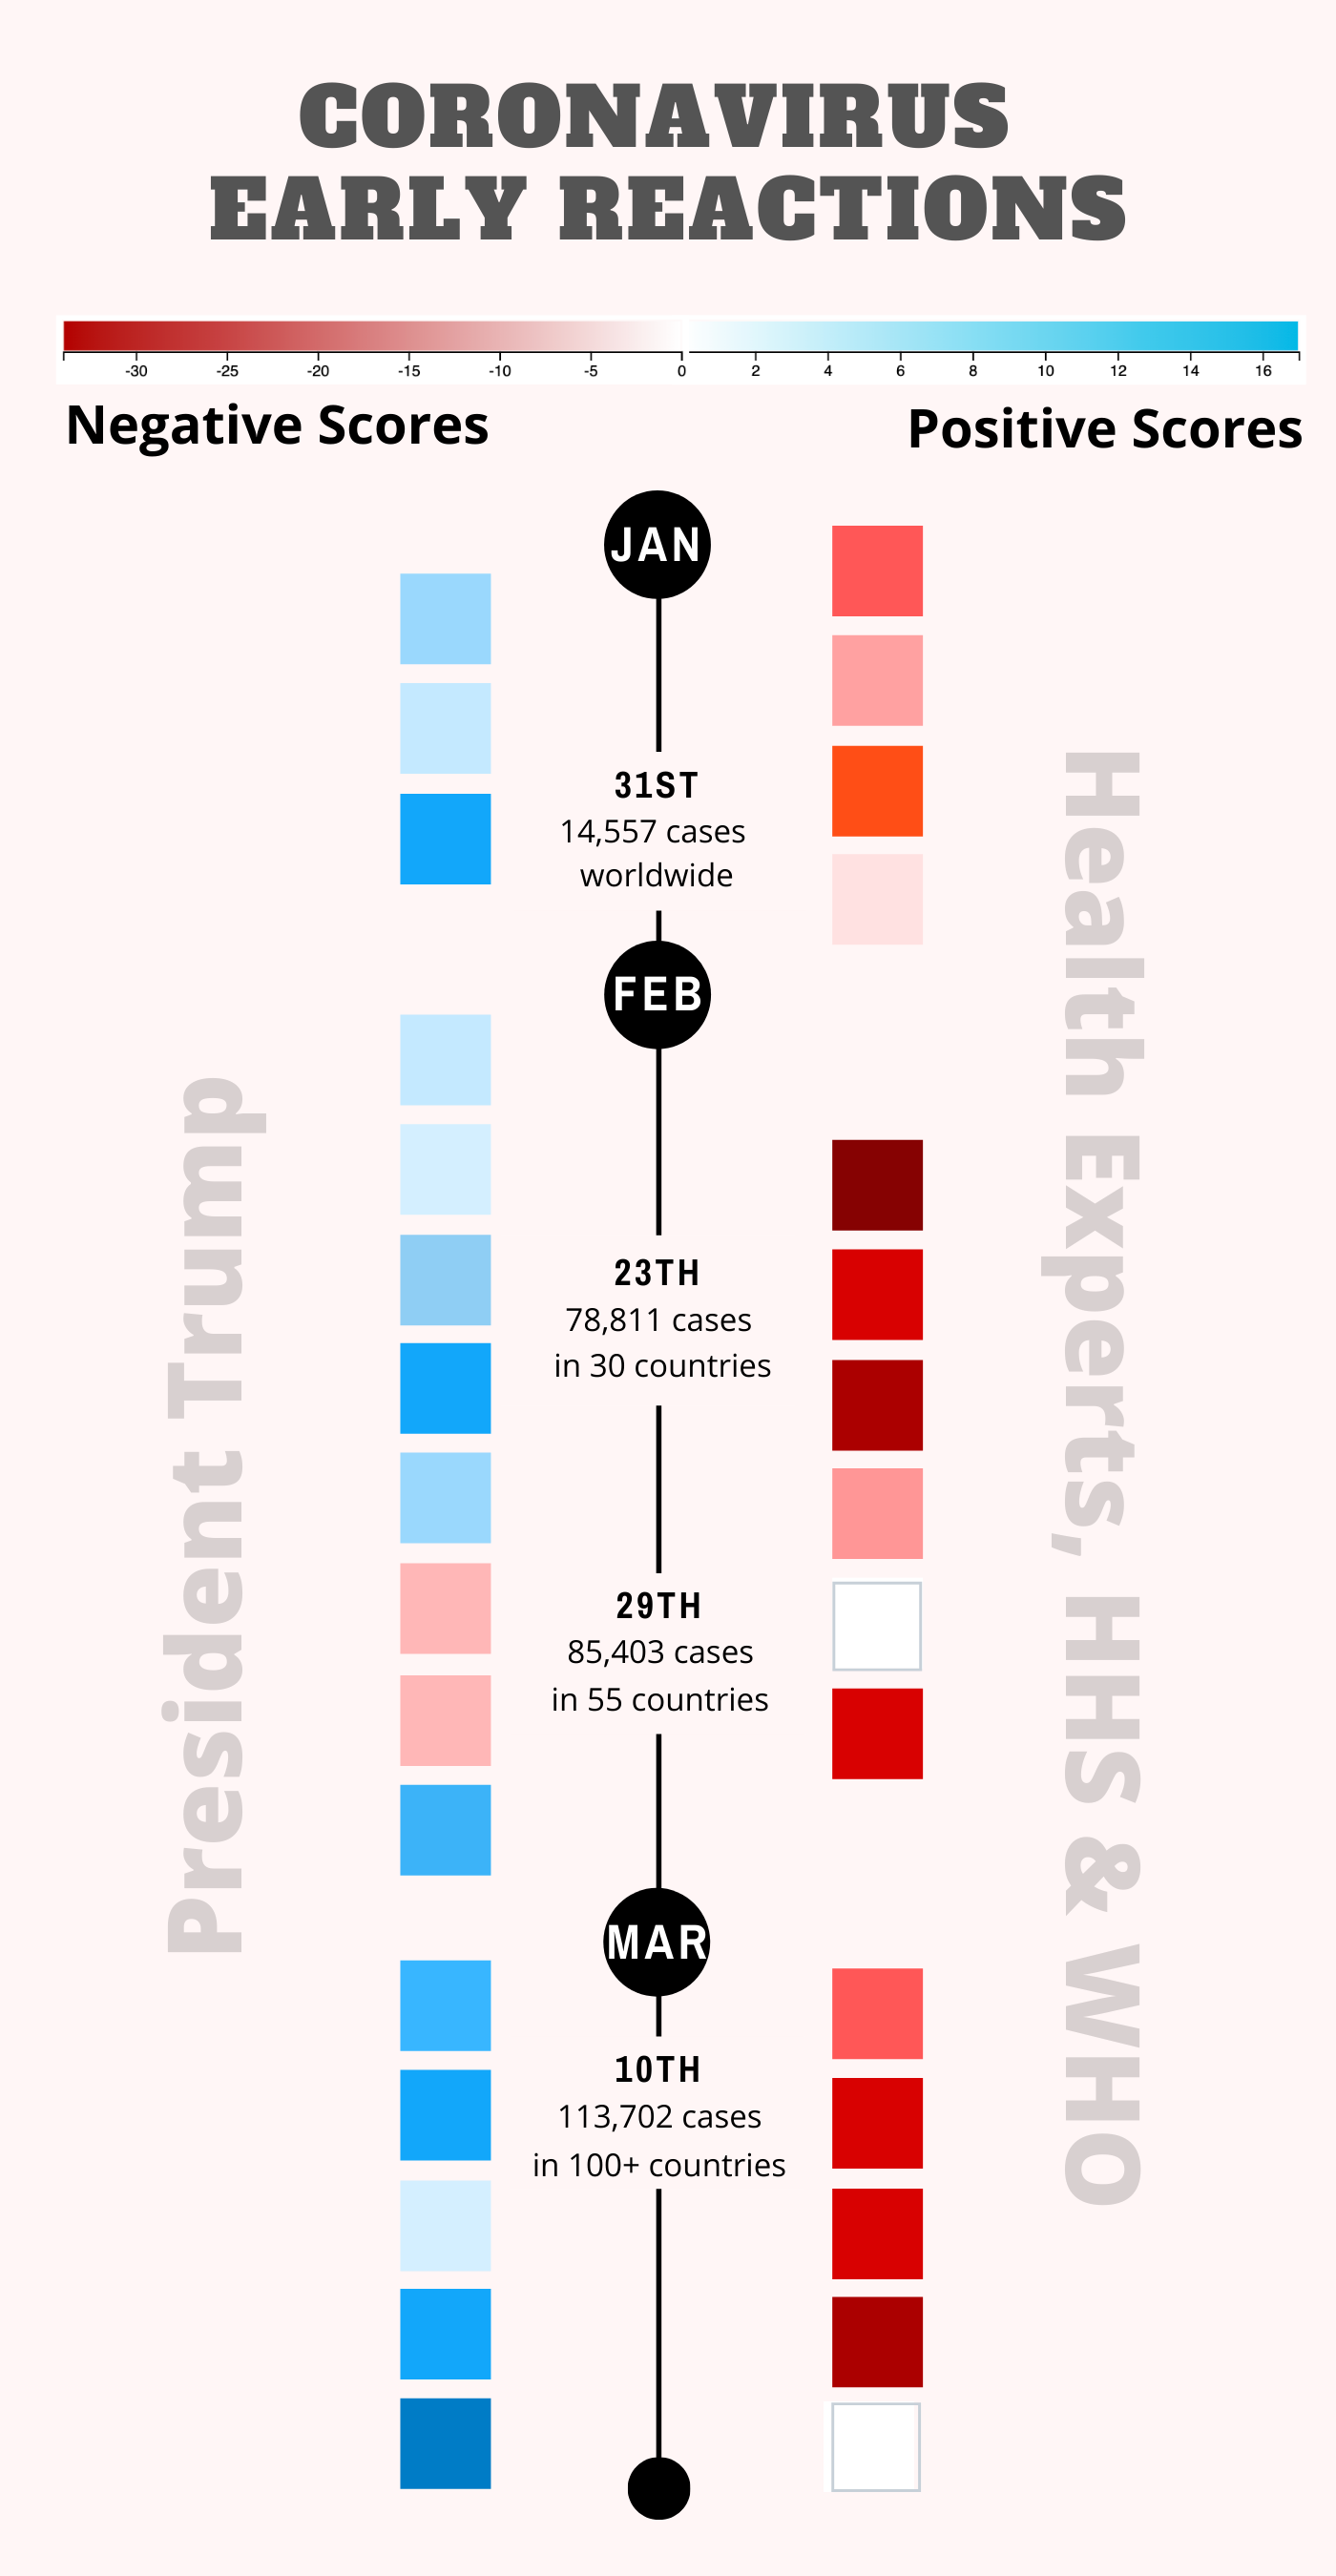 CORONAVIRUS
EARLY REACTIONS
-30 -25 -20 -15 -10 -5 0 2 4 6 8 10 12 14 16
Negative Scores
Positive Scores
JAN
31ST
14,557 cases
worldwide
FEB
23TH
78,811 cases
in 30 countries
29TH
85,403 cases
in 55 countries
MAR
10TH
113,702 cases
in 100+ countries
President Trump
Health Experts, HHS & WHO